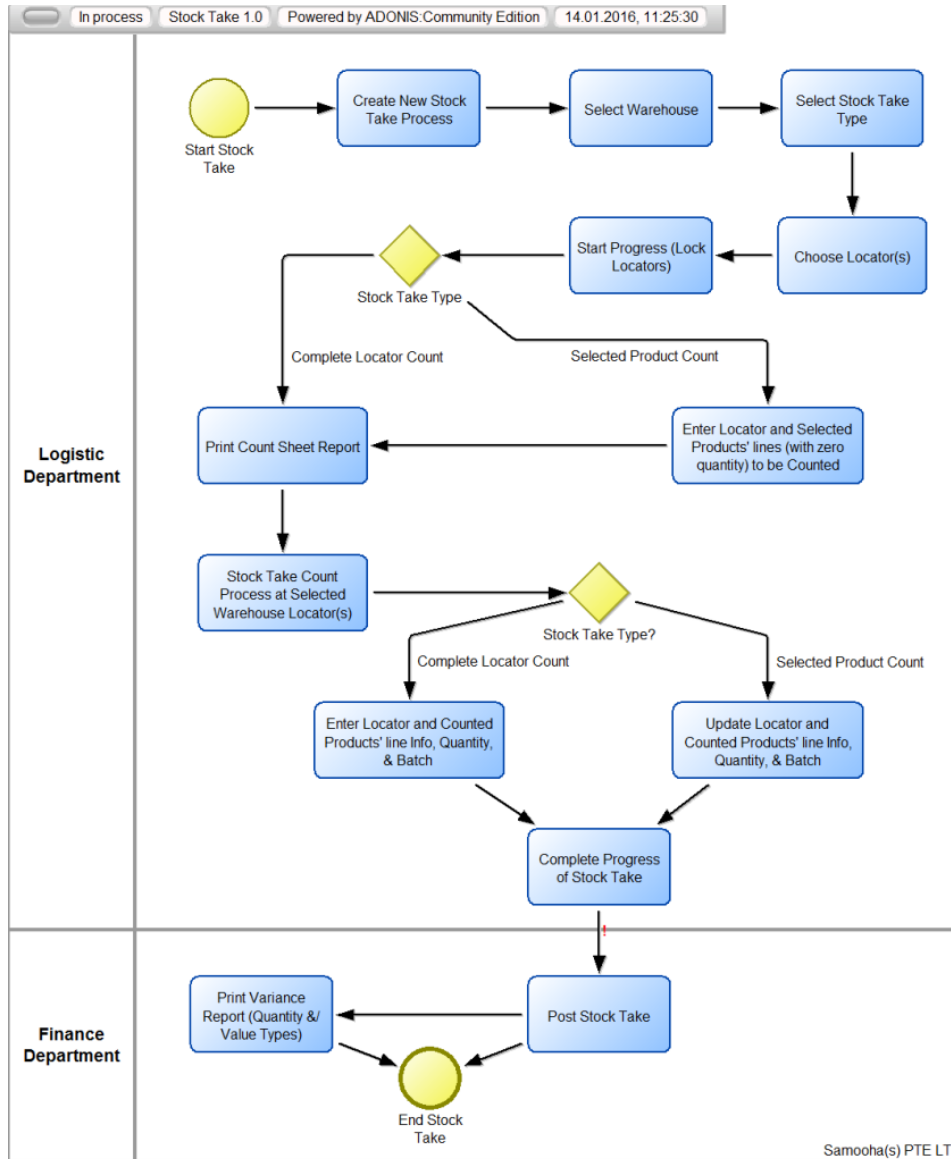 In process
Stock Take 1.0
Powered by ADONIS:Community Edition
14.01.2016, 11:25:30
Start Stock
Take
Create New Stock
Take Process
Select Warehouse
Select Stock Take
Type
Stock Take Type
Start Progress (Lock
Locators)
Choose Locator(s)
Complete Locator Count
Selected Product Count
Logistic
Department
Print Count Sheet Report
Enter Locator and Selected
Products' lines (with zero
quantity) to be Counted
Stock Take Count
Process at Selected
Warehouse Locator(s)
Stock Take Type?
Complete Locator Count
Selected Product Count
Enter Locator and Counted
Products' line Info, Quantity,
& Batch
Update Locator and
Counted Products' line Info,
Quantity, & Batch
Complete Progress
of Stock Take
!
Finance
Department
Print Variance
Report (Quantity &/
Value Types)
Post Stock Take
End Stock
Take
Samooha(s) PTE LT